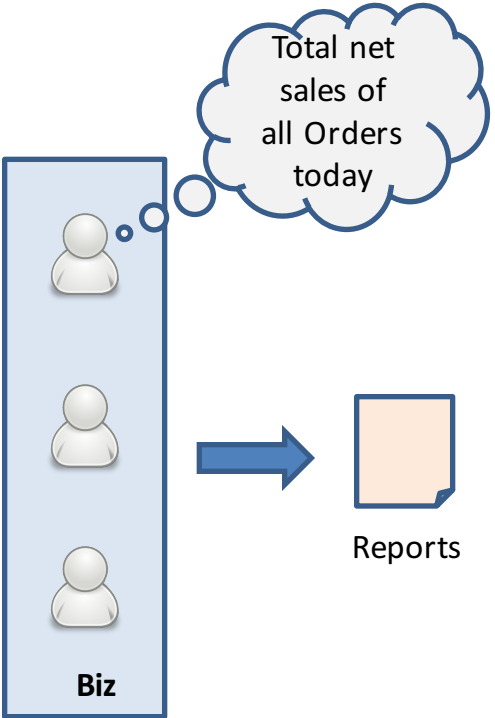 Total net
sales of
all Orders
today
Reports
Biz